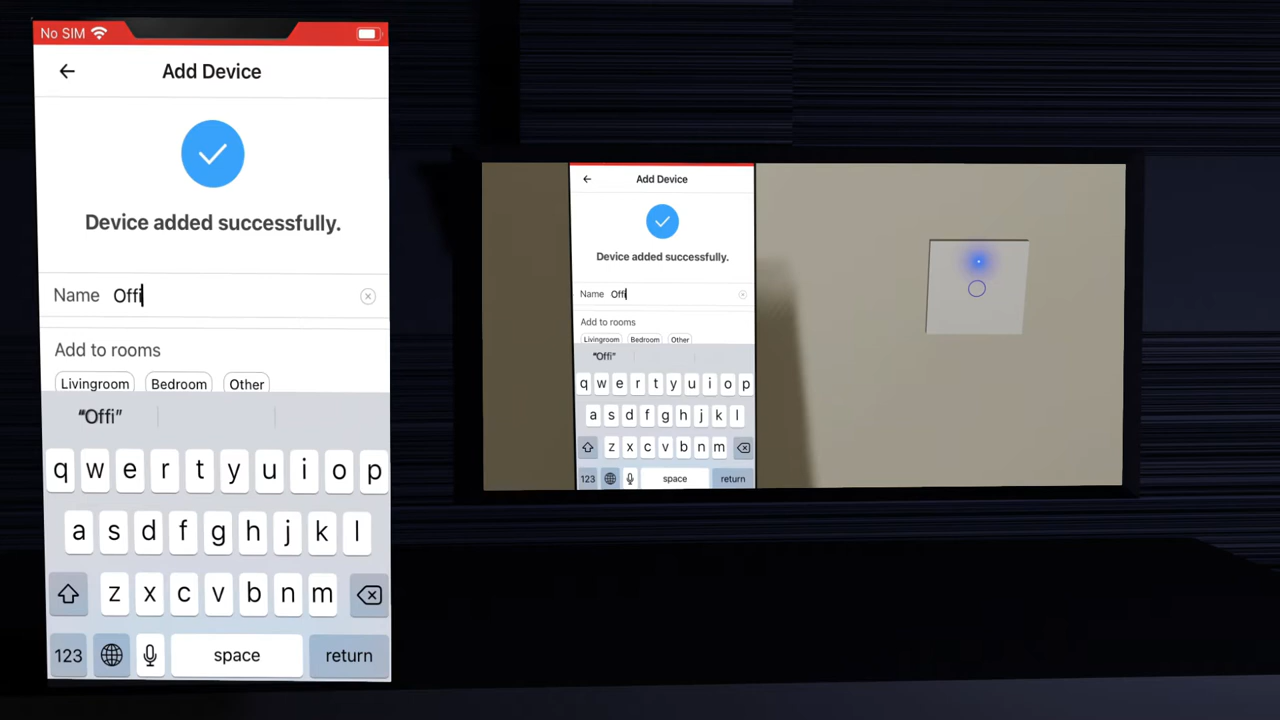 No SIM
Add Device
Device added successfully.
Name Offi
Add to rooms
Livingroom Bedroom Other
“Offi”
q w e r t y u i o p
a s d f g h j k l
z x c v b n m
123 space return
Add Device
Device added successfully.
Name Offi
Add to rooms
Livingroom Bedroom Other
“Offi”
q w e r t y u i o p
a s d f g h j k l
z x c v b n m
123 space return